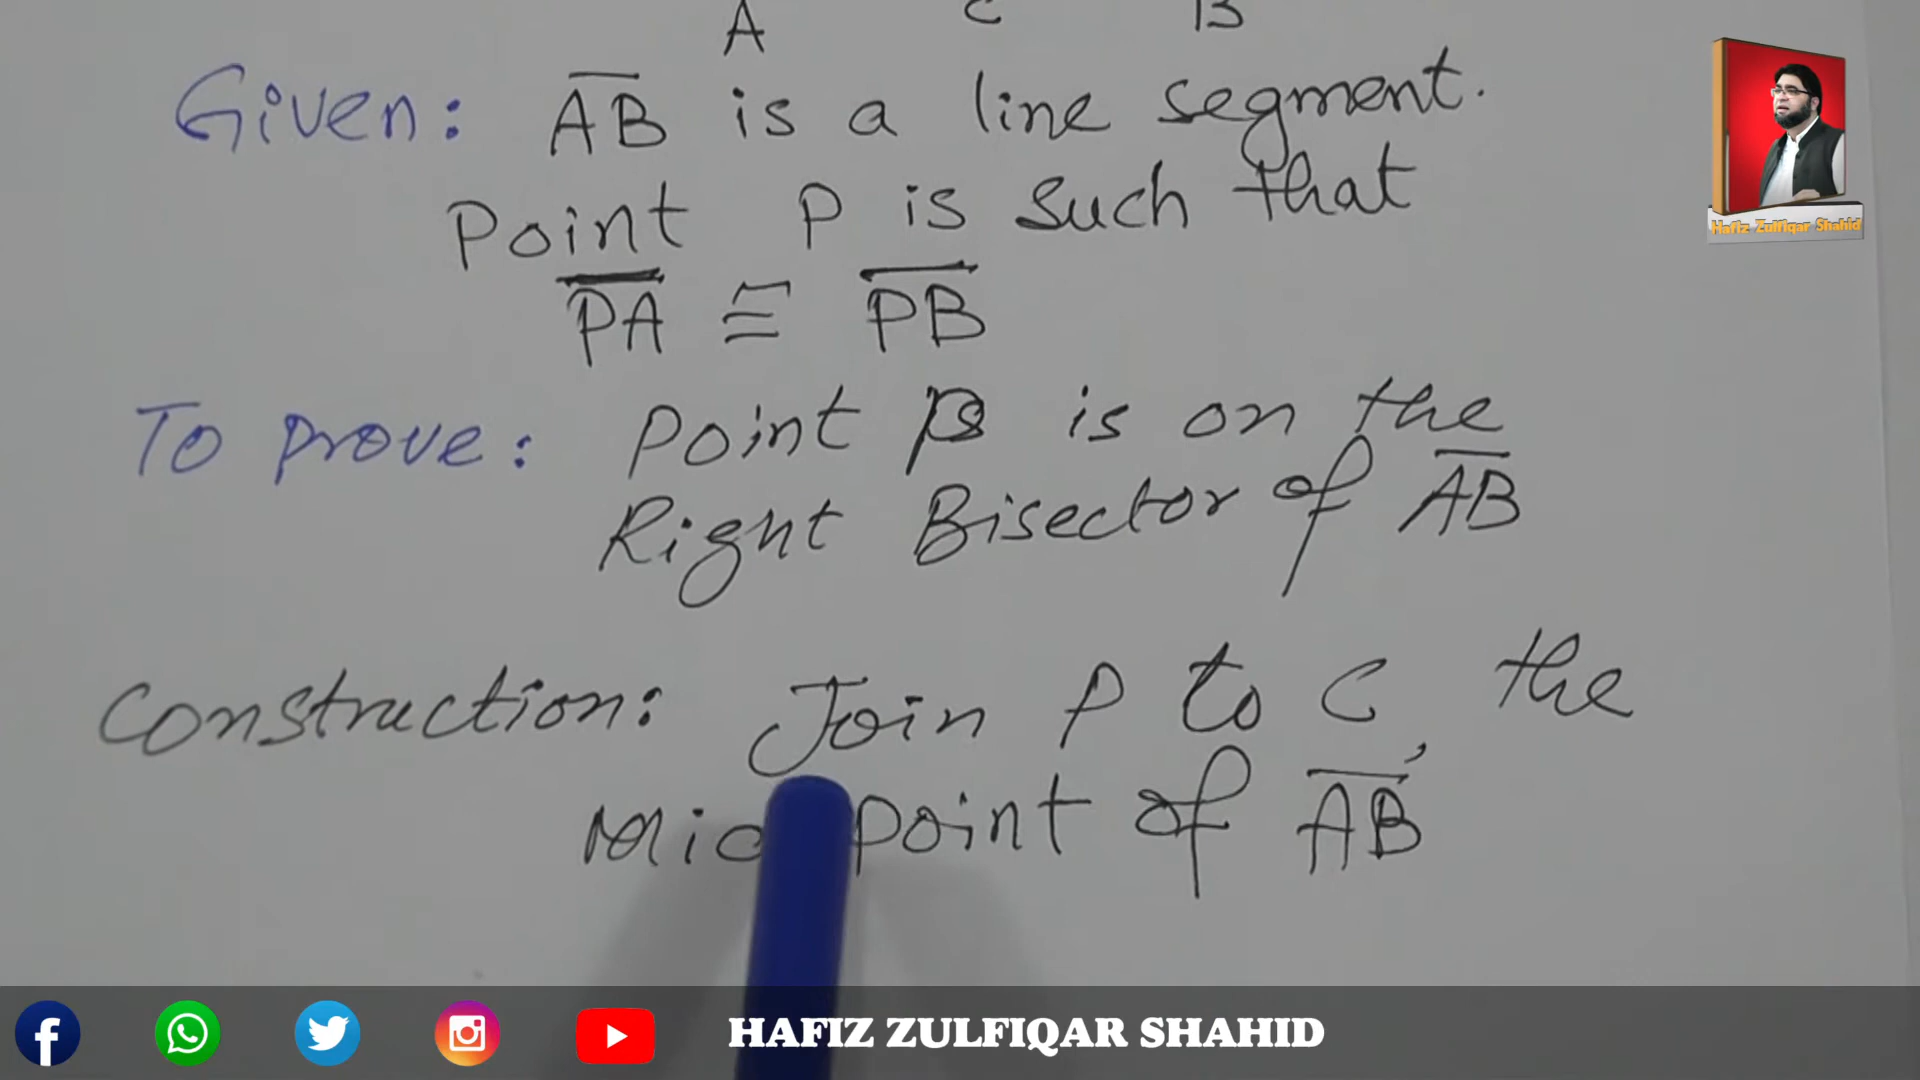 A C B
Given: AB is a line segment.
Point P is such that
PA ≅ PB
To prove: Point P is on the
Right Bisector of AB
Construction: Join P to C, the
Mid point of AB
Hafiz Zulfiqar Shahid
HAFIZ ZULFIQAR SHAHID